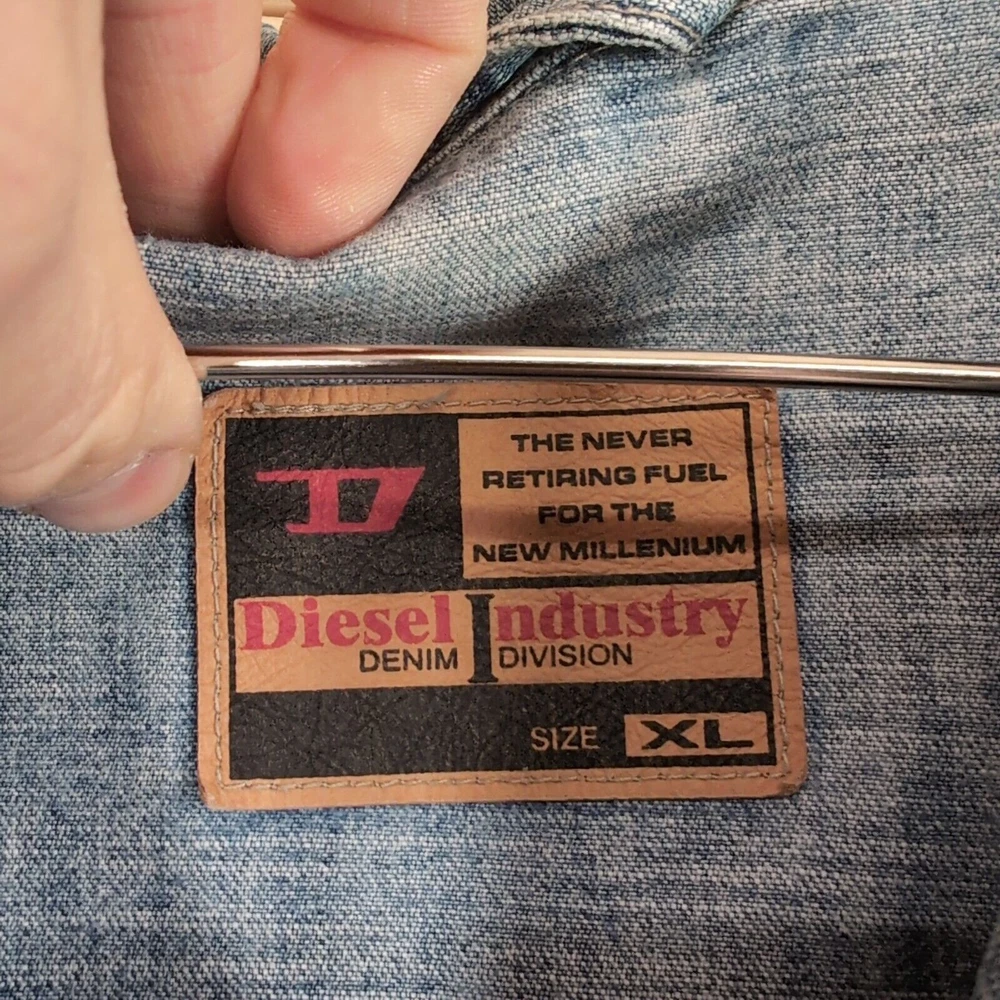 D
THE NEVER
RETIRING FUEL
FOR THE
NEW MILLENIUM
Diesel Industry
DENIM DIVISION
SIZE XL